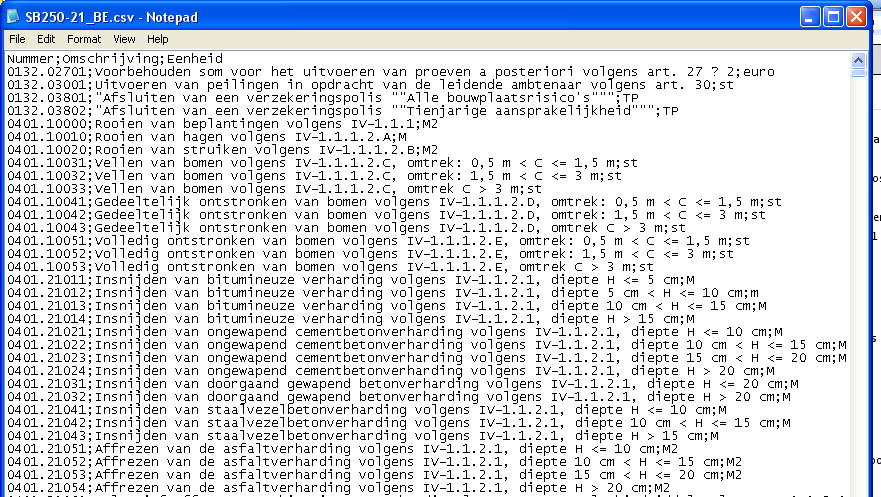 SB250-21_BE.csv - Notepad
File Edit Format View Help
Nummer;Omschrijving;Eenheid
0132.02701;Voorbehouden som voor het uitvoeren van proeven a posteriori volgens art. 27 ? 2;euro
0132.03001;Uitvoeren van peilingen in opdracht van de leidende ambtenaar volgens art. 30;st
0132.03801;"Afsluiten van een verzekeringspolis ""Alle bouwplaatsrisico's""";TP
0132.03802;"Afsluiten van een verzekeringspolis ""Tienjarige aansprakelijkheid""";TP
0401.10000;Rooien van beplantingen volgens IV-1.1.1;M2
0401.10010;Rooien van hagen volgens IV-1.1.1.2.A;M
0401.10020;Rooien van struiken volgens IV-1.1.1.2.B;M2
0401.10031;Vellen van bomen volgens IV-1.1.1.2.C, omtrek: 0,5 m < C <= 1,5 m;st
0401.10032;Vellen van bomen volgens IV-1.1.1.2.C, omtrek: 1,5 m < C <= 3 m;st
0401.10033;Vellen van bomen volgens IV-1.1.1.2.C, omtrek C > 3 m;st
0401.10041;Gedeeltelijk ontstronken van bomen volgens IV-1.1.1.2.D, omtrek: 0,5 m < C <= 1,5 m;st
0401.10042;Gedeeltelijk ontstronken van bomen volgens IV-1.1.1.2.D, omtrek: 1,5 m < C <= 3 m;st
0401.10043;Gedeeltelijk ontstronken van bomen volgens IV-1.1.1.2.D, omtrek C > 3 m;st
0401.10051;Volledig ontstronken van bomen volgens IV-1.1.1.2.E, omtrek: 0,5 m < C <= 1,5 m;st
0401.10052;Volledig ontstronken van bomen volgens IV-1.1.1.2.E, omtrek: 1,5 m < C <= 3 m;st
0401.10053;Volledig ontstronken van bomen volgens IV-1.1.1.2.E, omtrek C > 3 m;st
0401.21011;Insnijden van bitumineuze verharding volgens IV-1.1.2.1, diepte H <= 5 cm;M
0401.21012;Insnijden van bitumineuze verharding volgens IV-1.1.2.1, diepte 5 cm < H <= 10 cm;m
0401.21013;Insnijden van bitumineuze verharding volgens IV-1.1.2.1, diepte 10 cm < H <= 15 cm;M
0401.21014;Insnijden van bitumineuze verharding volgens IV-1.1.2.1, diepte H > 15 cm;M
0401.21021;Insnijden van ongewapend cementbetonverharding volgens IV-1.1.2.1, diepte H <= 10 cm;M
0401.21022;Insnijden van ongewapend cementbetonverharding volgens IV-1.1.2.1, diepte 10 cm < H <= 15 cm;M
0401.21023;Insnijden van ongewapend cementbetonverharding volgens IV-1.1.2.1, diepte 15 cm < H <= 20 cm;M
0401.21024;Insnijden van ongewapend cementbetonverharding volgens IV-1.1.2.1, diepte H > 20 cm;M
0401.21031;Insnijden van doorgaand gewapend betonverharding volgens IV-1.1.2.1, diepte H <= 20 cm;M
0401.21032;Insnijden van doorgaand gewapend betonverharding volgens IV-1.1.2.1, diepte H > 20 cm;M
0401.21041;Insnijden van staalvezelbetonverharding volgens IV-1.1.2.1, diepte H <= 10 cm;M
0401.21042;Insnijden van staalvezelbetonverharding volgens IV-1.1.2.1, diepte 10 cm < H <= 15 cm;M
0401.21043;Insnijden van staalvezelbetonverharding volgens IV-1.1.2.1, diepte H > 15 cm;M
0401.21051;Affrezen van de asfaltverharding volgens IV-1.1.2.1, diepte H <= 10 cm;M2
0401.21052;Affrezen van de asfaltverharding volgens IV-1.1.2.1, diepte 10 cm < H <= 15 cm;M2
0401.21053;Affrezen van de asfaltverharding volgens IV-1.1.2.1, diepte 15 cm < H <= 20 cm;M2
0401.21054;Affrezen van de asfaltverharding volgens IV-1.1.2.1, diepte H > 20 cm;M2